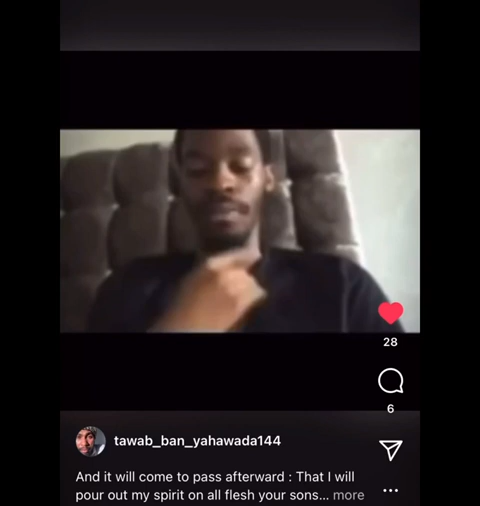 28
6
tawab_ban_yahawada144
And it will come to pass afterward : That I will
pour out my spirit on all flesh your sons... more